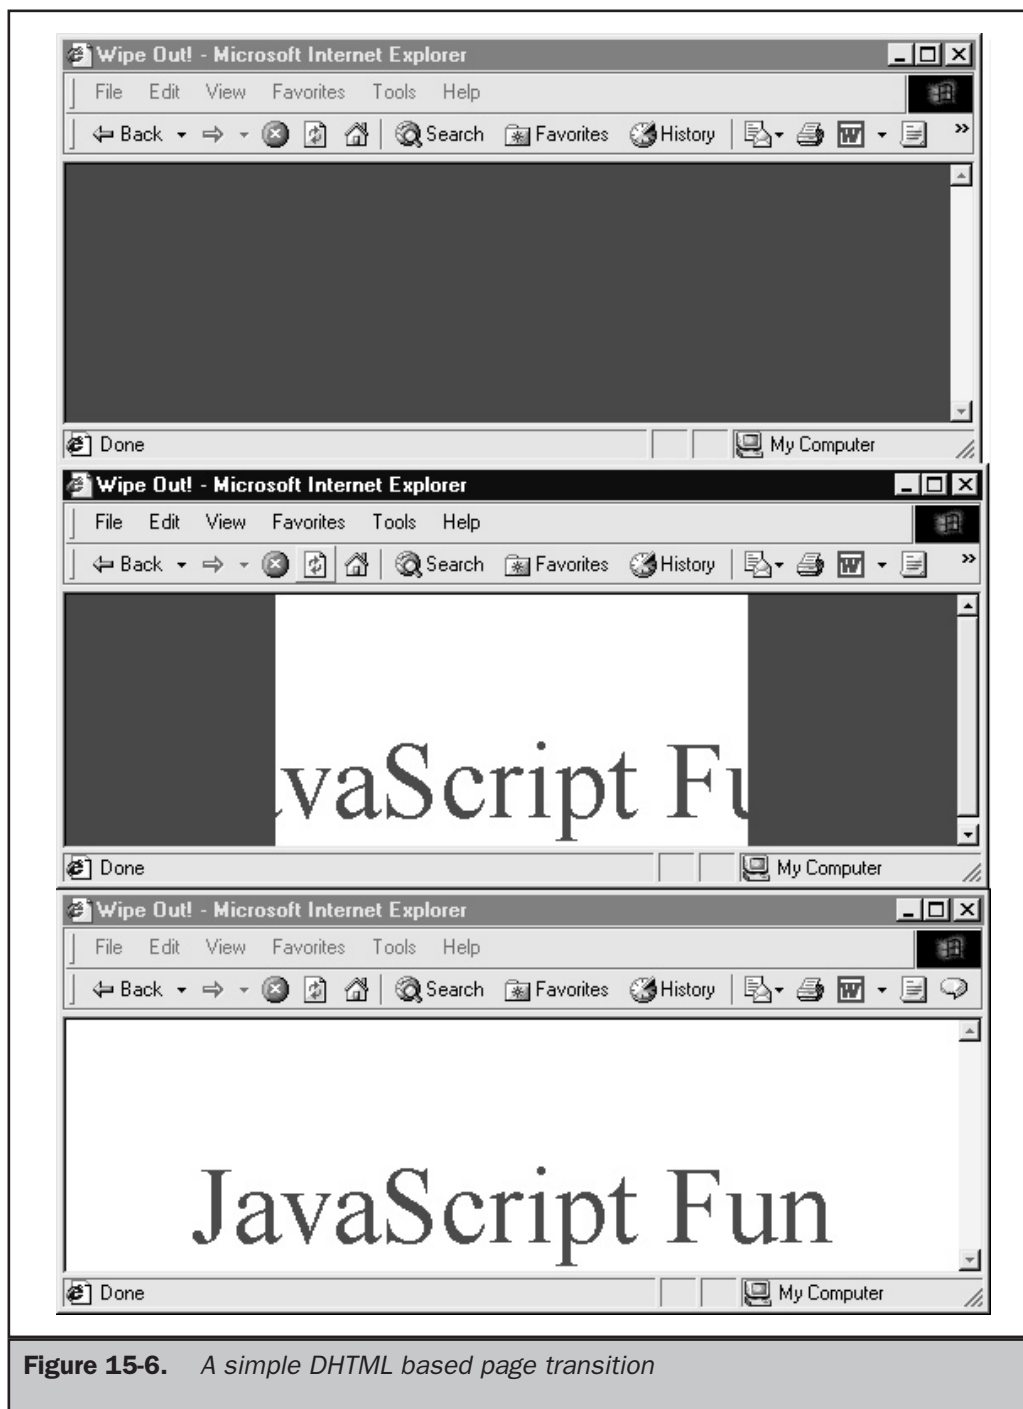 Wipe Out! - Microsoft Internet Explorer
File Edit View Favorites Tools Help
Back Search Favorites History W »
Done My Computer
Wipe Out! - Microsoft Internet Explorer
File Edit View Favorites Tools Help
Back Search Favorites History W »
Done My Computer
vaScript Fu
Wipe Out! - Microsoft Internet Explorer
File Edit View Favorites Tools Help
Back Search Favorites History W
JavaScript Fun
Done My Computer
Figure 15-6. A simple DHTML based page transition